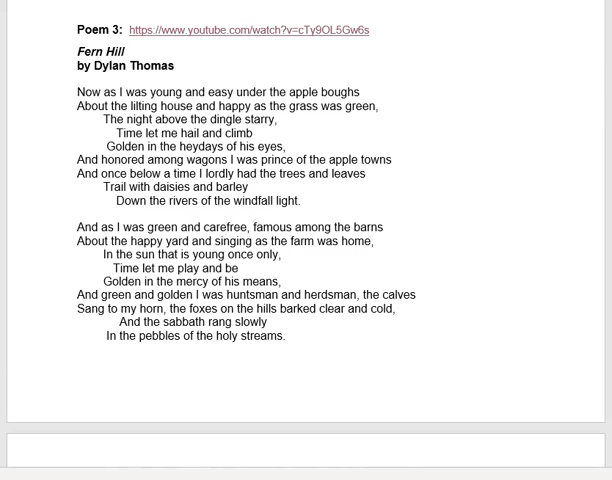 Poem 3: https://www.youtube.com/watch?v=cTy9OL5Gw6s
Fern Hill
by Dylan Thomas
Now as I was young and easy under the apple boughs
About the lilting house and happy as the grass was green,
The night above the dingle starry,
Time let me hail and climb
Golden in the heydays of his eyes,
And honored among wagons I was prince of the apple towns
And once below a time I lordly had the trees and leaves
Trail with daisies and barley
Down the rivers of the windfall light.
And as I was green and carefree, famous among the barns
About the happy yard and singing as the farm was home,
In the sun that is young once only,
Time let me play and be
Golden in the mercy of his means,
And green and golden I was huntsman and herdsman, the calves
Sang to my horn, the foxes on the hills barked clear and cold,
And the sabbath rang slowly
In the pebbles of the holy streams.